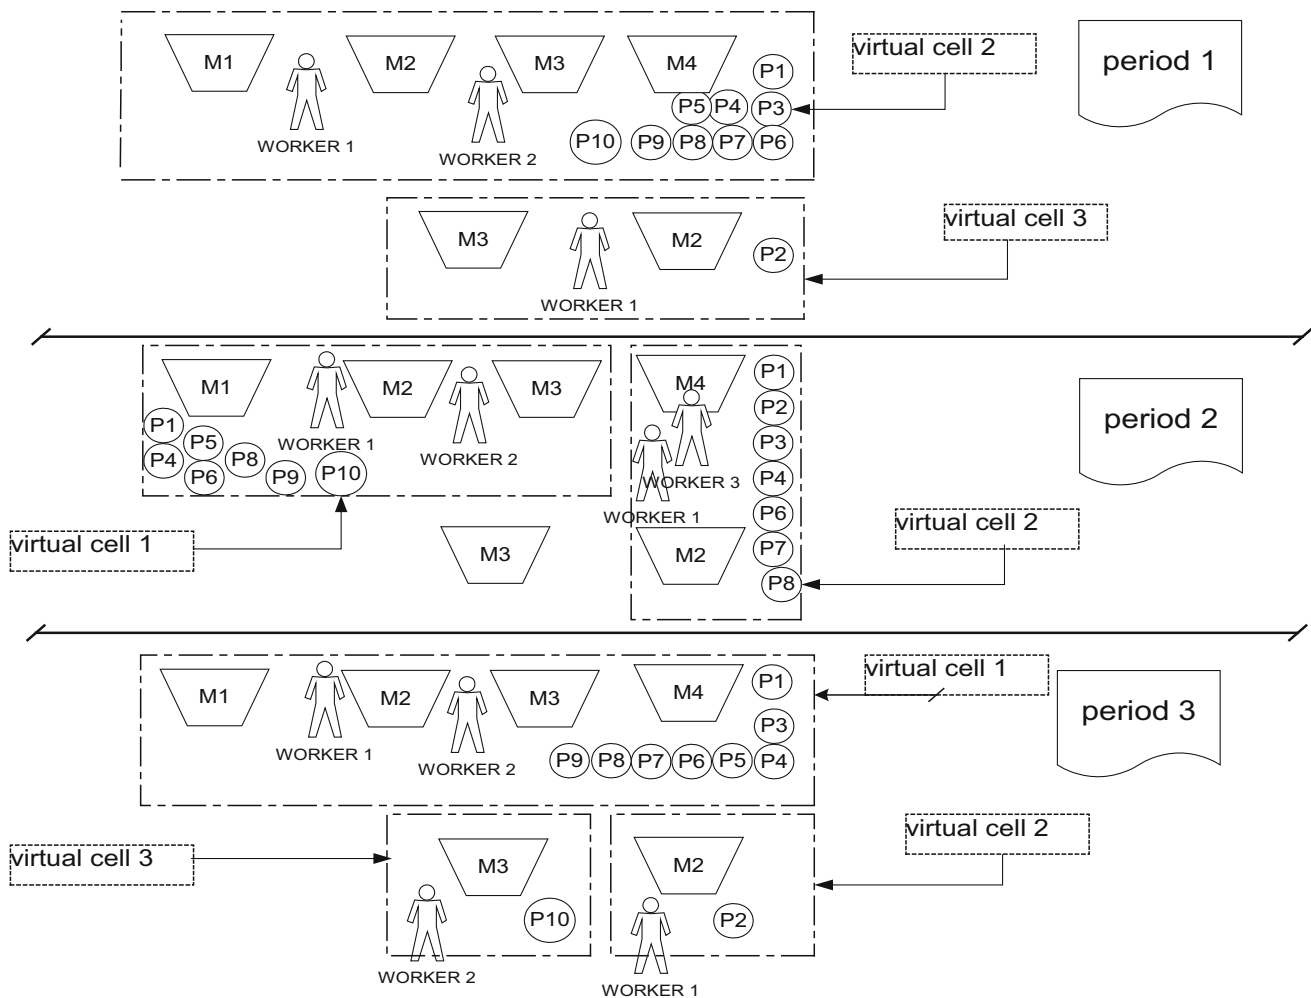 M1
M2
M3
M4
P1
virtual cell 2
period 1
P5
P4
P3
P10
P9
P8
P7
P6
WORKER 1
WORKER 2
M3
M2
P2
virtual cell 3
WORKER 1
M1
M2
M3
M4
P1
P2
P3
P4
P6
P7
P8
period 2
P1
P5
P4
P6
P8
P9
P10
WORKER 1
WORKER 2
WORKER 3
WORKER 1
virtual cell 1
M3
M2
virtual cell 2
M1
M2
M3
M4
P1
virtual cell 1
period 3
P3
WORKER 1
WORKER 2
P9
P8
P7
P6
P5
P4
virtual cell 3
M3
M2
virtual cell 2
P10
P2
WORKER 2
WORKER 1